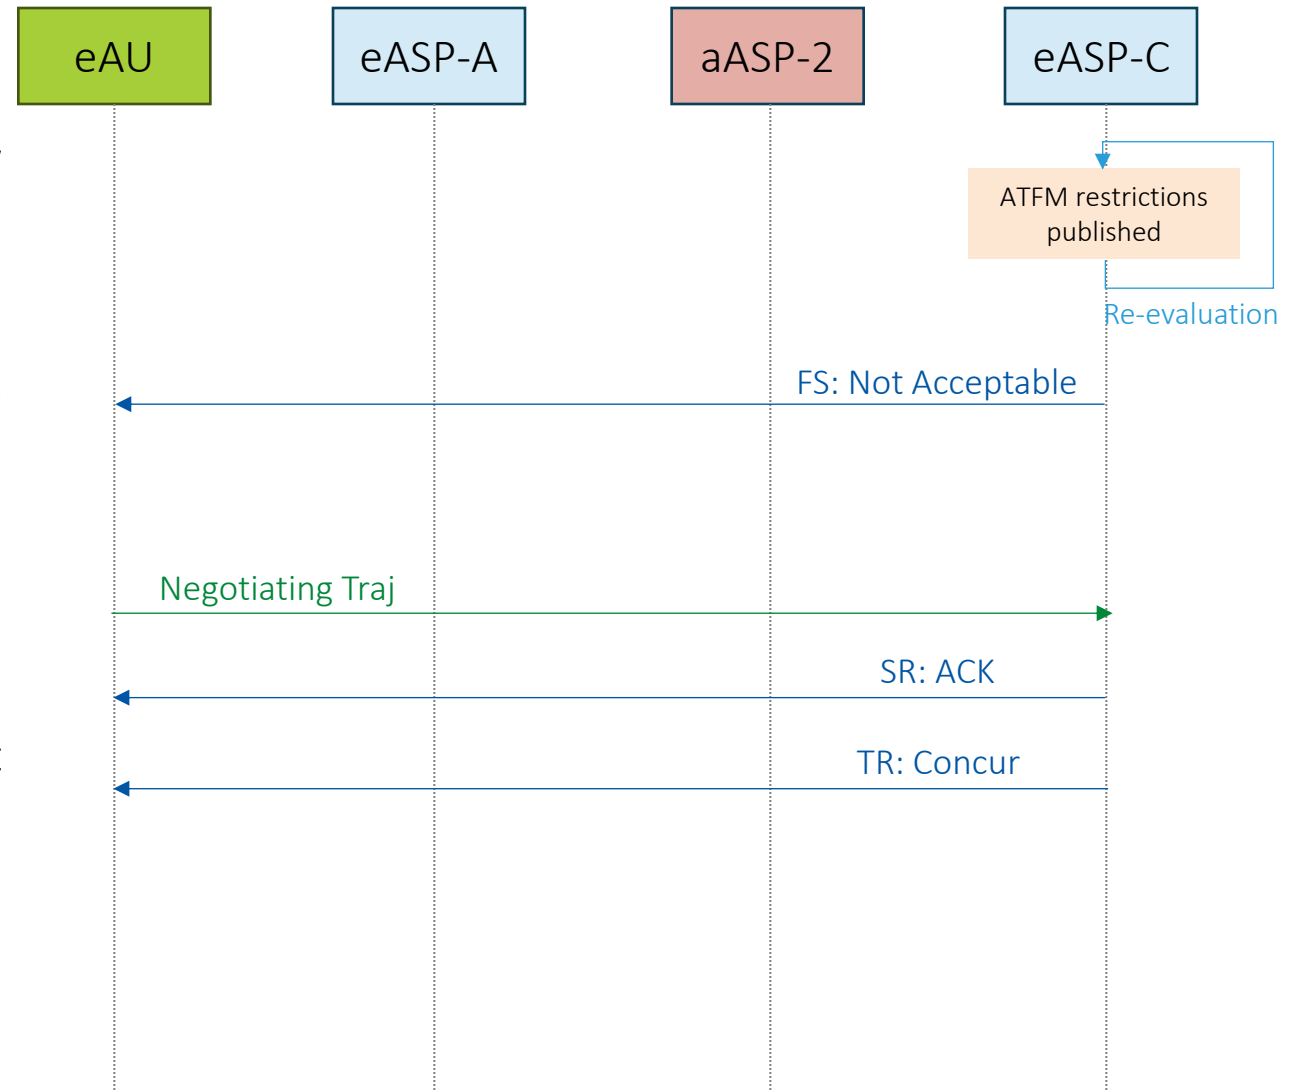 eAU
eASP-A
aASP-2
eASP-C
ATFM restrictions
published
Re-evaluation
FS: Not Acceptable
Negotiating Traj
SR: ACK
TR: Concur